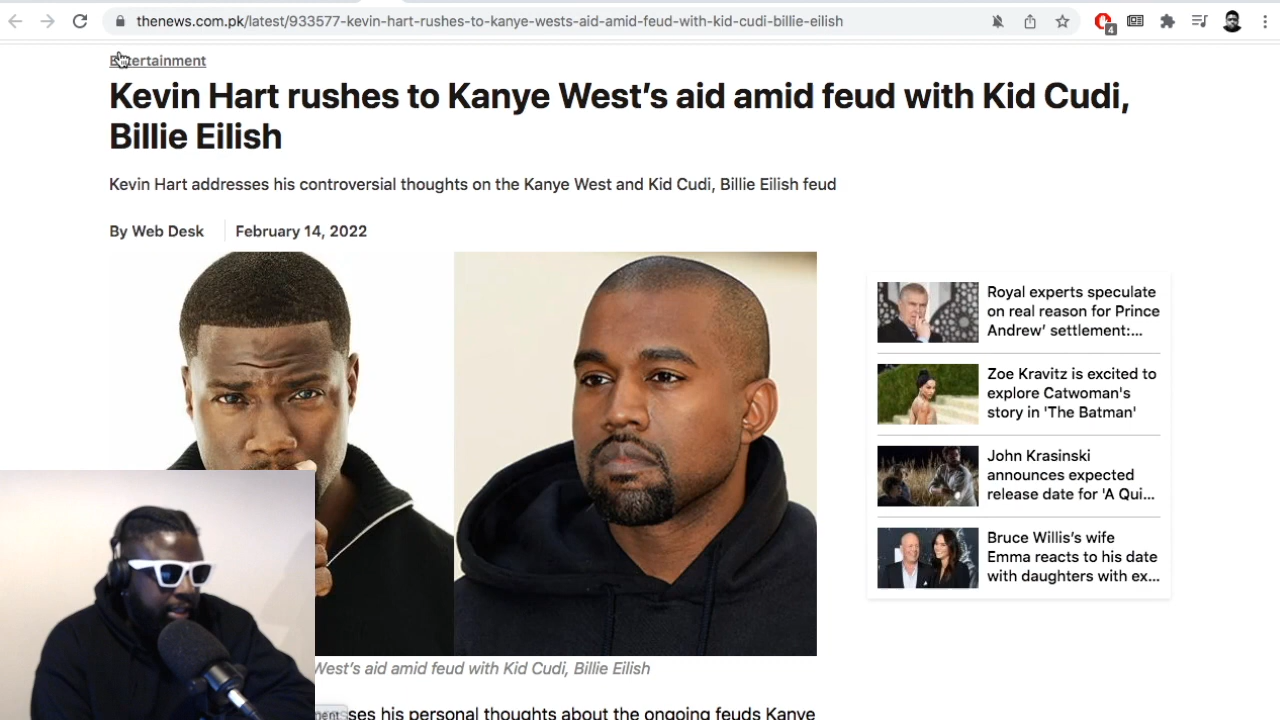 thenews.com.pk/latest/933577-kevin-hart-rushes-to-kanye-wests-aid-amid-feud-with-kid-cudi-billie-eilish
4
Entertainment
Kevin Hart rushes to Kanye West’s aid amid feud with Kid Cudi,
Billie Eilish
Kevin Hart addresses his controversial thoughts on the Kanye West and Kid Cudi, Billie Eilish feud
By Web Desk
February 14, 2022
Royal experts speculate
on real reason for Prince
Andrew’ settlement:...
Zoe Kravitz is excited to
explore Catwoman's
story in 'The Batman'
John Krasinski
announces expected
release date for 'A Qui...
Bruce Willis’s wife
Emma reacts to his date
with daughters with ex...
West’s aid amid feud with Kid Cudi, Billie Eilish
his personal thoughts about the ongoing feuds Kanye